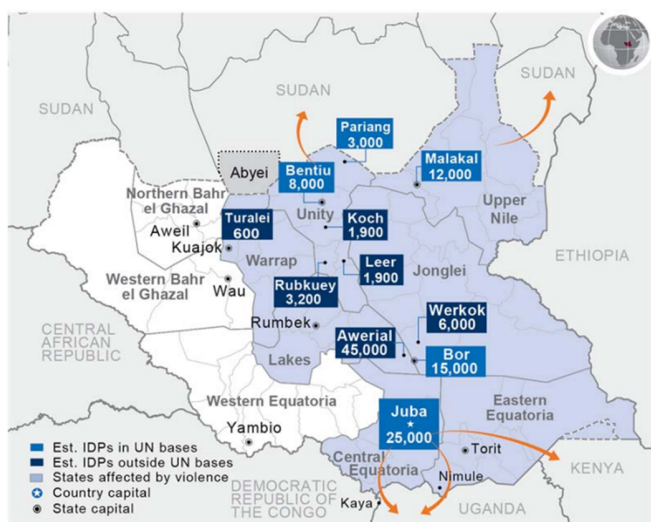 SUDAN
SUDAN
SUDAN
Pariang
3,000
Malakal
12,000
Abyei
Bentiu
8,000
Northern Bahr
el Ghazal
Unity
Upper
Nile
Turalei
600
Koch
1,900
Aweil
Kuajok
ETHIOPIA
Warrap
Leer
1,900
Jonglei
Western Bahr
el Ghazal
Wau
Rubkuey
3,200
Werkok
6,000
CENTRAL
AFRICAN
REPUBLIC
Rumbek
Awerial
45,000
Bor
15,000
Lakes
Western Equatoria
Eastern
Equatoria
Juba
25,000
Yambio
Torit
Central
Equatoria
KENYA
Nimule
DEMOCRATIC
REPUBLIC OF
THE CONGO
Kaya
UGANDA
Est. IDPs in UN bases
Est. IDPs outside UN bases
States affected by violence
Country capital
State capital